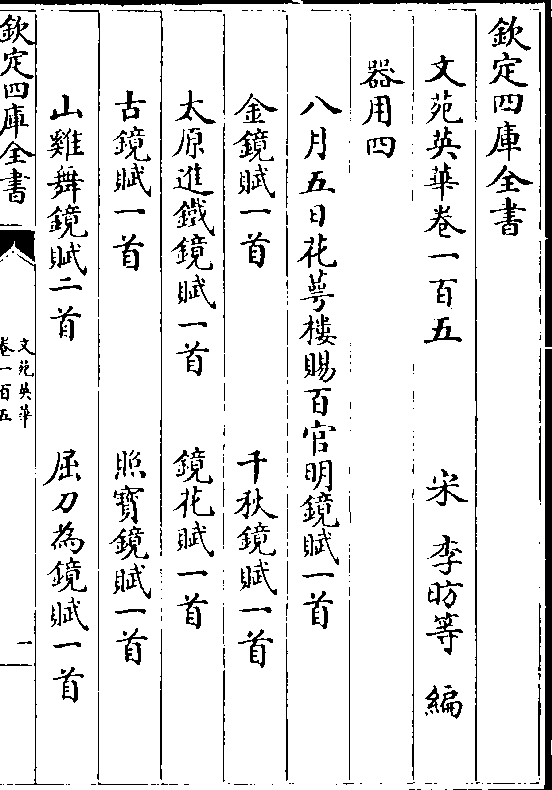 欽定四庫全書
文苑英華卷一百五 宋 李昉等 編
器用四
八月五日花萼樓賜百官明鏡賦一首
金鏡賦一首 千秋鏡賦一首
太原進鐵鏡賦一首 鏡花賦一首
古鏡賦一首 照寶鏡賦一首
山雞舞鏡賦二首 屈刀為鏡賦一首
欽定四庫全書
文苑英華
卷一百五
一